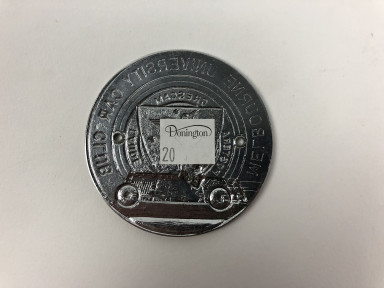 MELBOURNE UNIVERSITY CAR CLUB
Donington
20